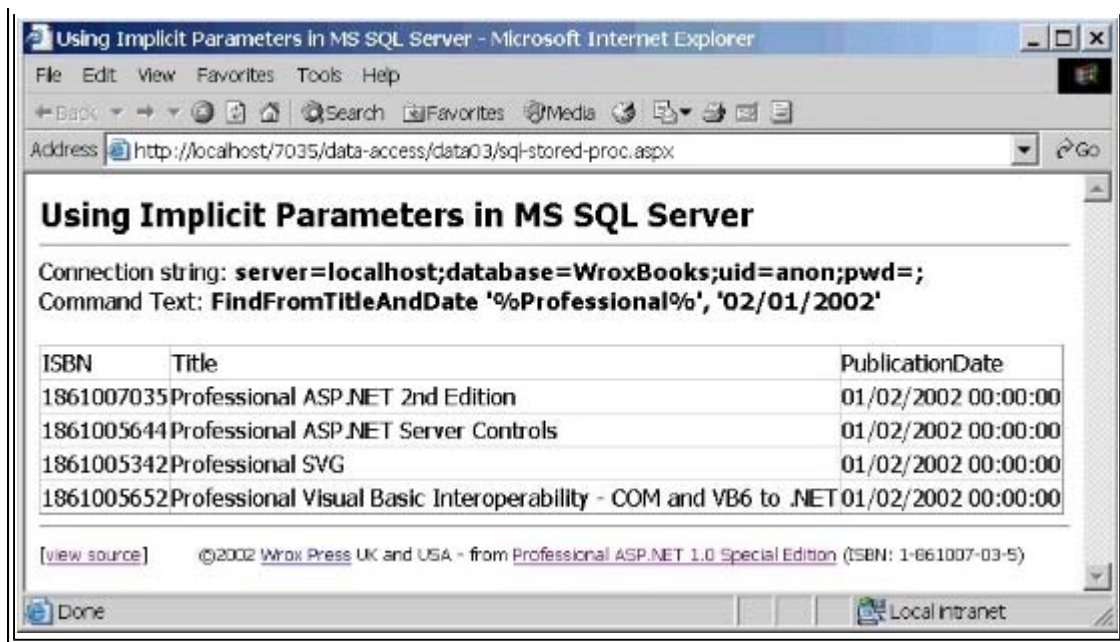 Using Implicit Parameters in MS SQL Server - Microsoft Internet Explorer
File Edit View Favorites Tools Help
Back Search Favorites Media
Address http://localhost/7035/data-access/data03/sql-stored-proc.aspx Go
Using Implicit Parameters in MS SQL Server
Connection string: server=localhost;database=WroxBooks;uid=anon;pwd=;
Command Text: FindFromTitleAndDate '%Professional%', '02/01/2002'
ISBN Title PublicationDate
1861007035 Professional ASP.NET 2nd Edition 01/02/2002 00:00:00
1861005644 Professional ASP.NET Server Controls 01/02/2002 00:00:00
1861005342 Professional SVG 01/02/2002 00:00:00
1861005652 Professional Visual Basic Interoperability - COM and VB6 to .NET 01/02/2002 00:00:00
[view source] ©2002 Wrox Press UK and USA - from Professional ASP.NET 1.0 Special Edition (ISBN: 1-861007-03-5)
Done Local intranet